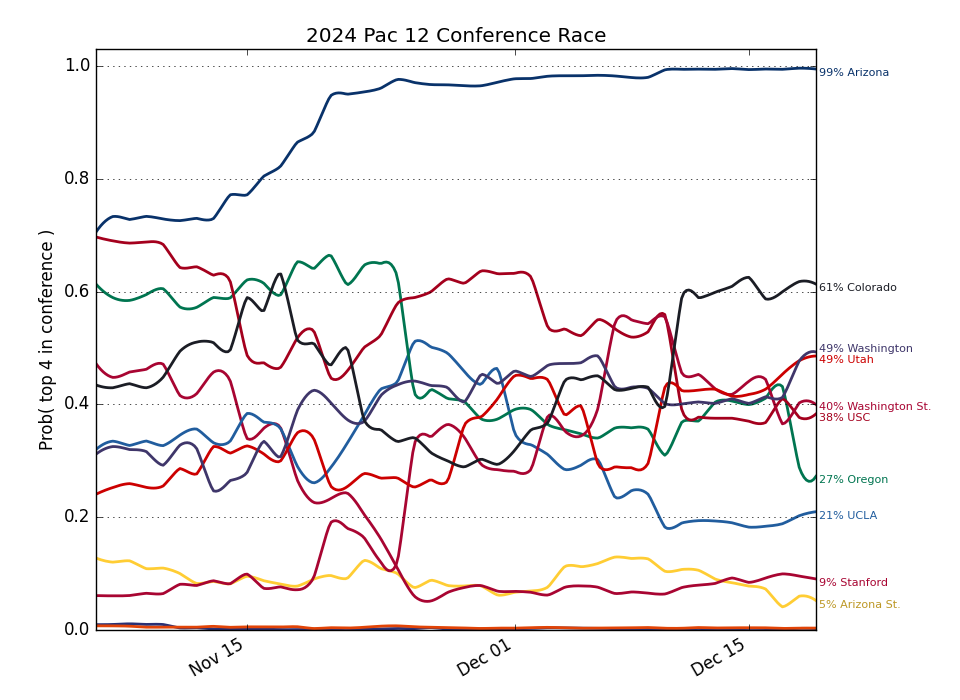 2024 Pac 12 Conference Race
Prob( top 4 in conference )
1.0
0.8
0.6
0.4
0.2
0.0
Nov 15
Dec 01
Dec 15
99% Arizona
61% Colorado
49% Washington
49% Utah
40% Washington St.
38% USC
27% Oregon
21% UCLA
9% Stanford
5% Arizona St.